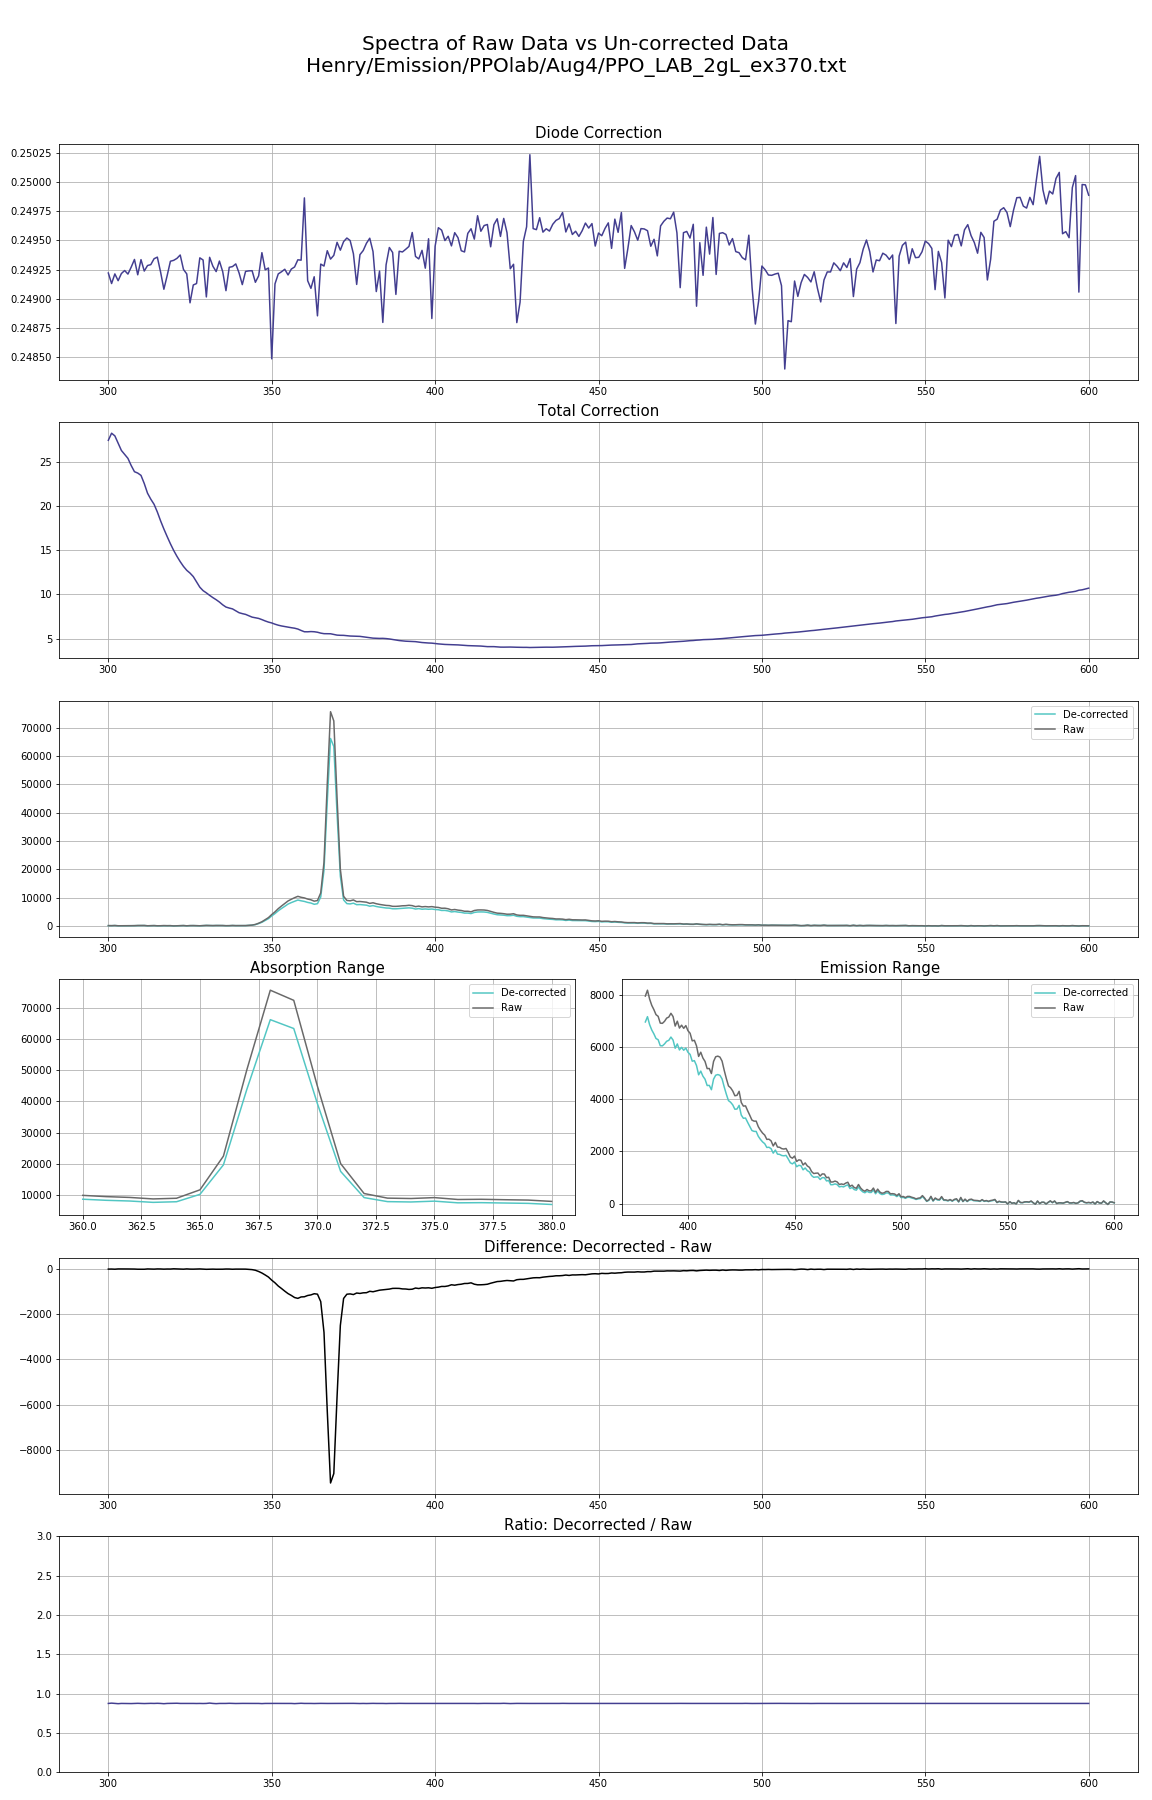 Spectra of Raw Data vs Un-corrected Data
Henry/Emission/PPOlab/Aug4/PPO_LAB_2gL_ex370.txt
Diode Correction
0.25025
0.25000
0.24975
0.24950
0.24925
0.24900
0.24875
0.24850
300 350 400 450 500 550 600
Total Correction
25
20
15
10
5
300 350 400 450 500 550 600
De-corrected
Raw
70000
60000
50000
40000
30000
20000
10000
0
300 350 400 450 500 550 600
Absorption Range
De-corrected
Raw
70000
60000
50000
40000
30000
20000
10000
360.0 362.5 365.0 367.5 370.0 372.5 375.0 377.5 380.0
Emission Range
De-corrected
Raw
8000
6000
4000
2000
0
400 450 500 550 600
Difference: Decorrected - Raw
0
−2000
−4000
−6000
−8000
300 350 400 450 500 550 600
Ratio: Decorrected / Raw
3.0
2.5
2.0
1.5
1.0
0.5
0.0
300 350 400 450 500 550 600